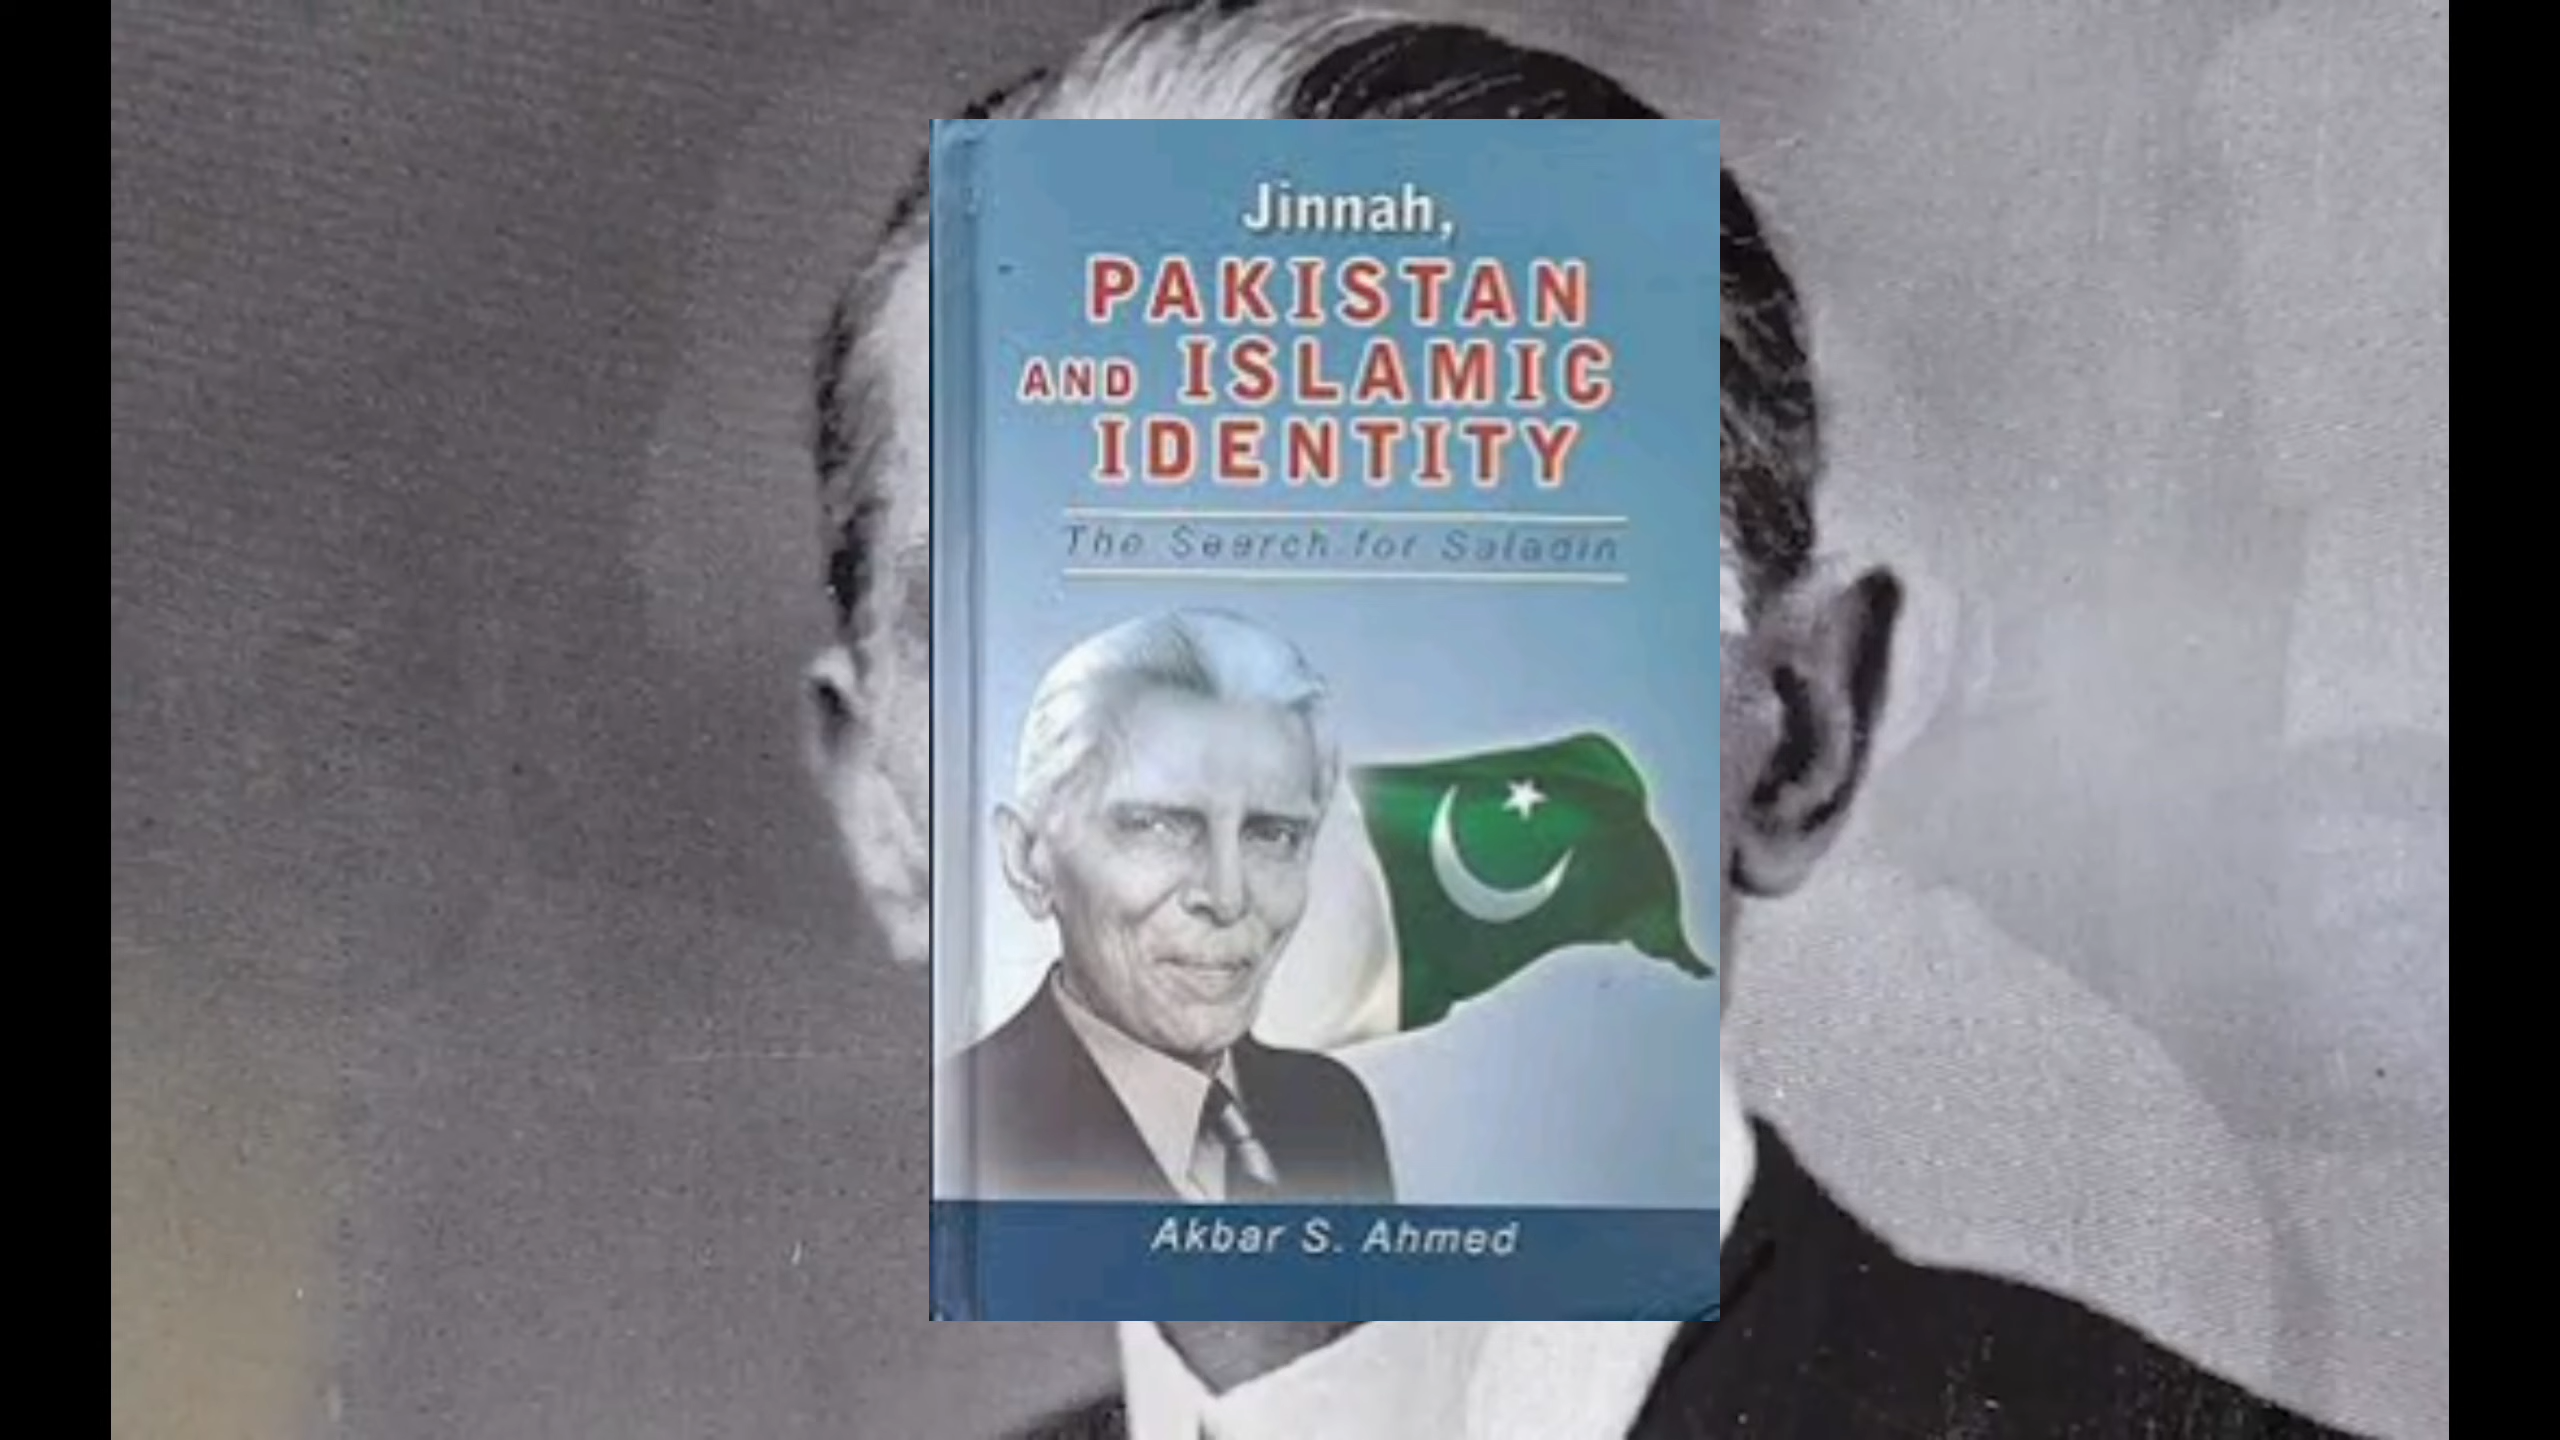 Jinnah,
PAKISTAN
AND ISLAMIC
IDENTITY
The Search for Saladin
Akbar S. Ahmed